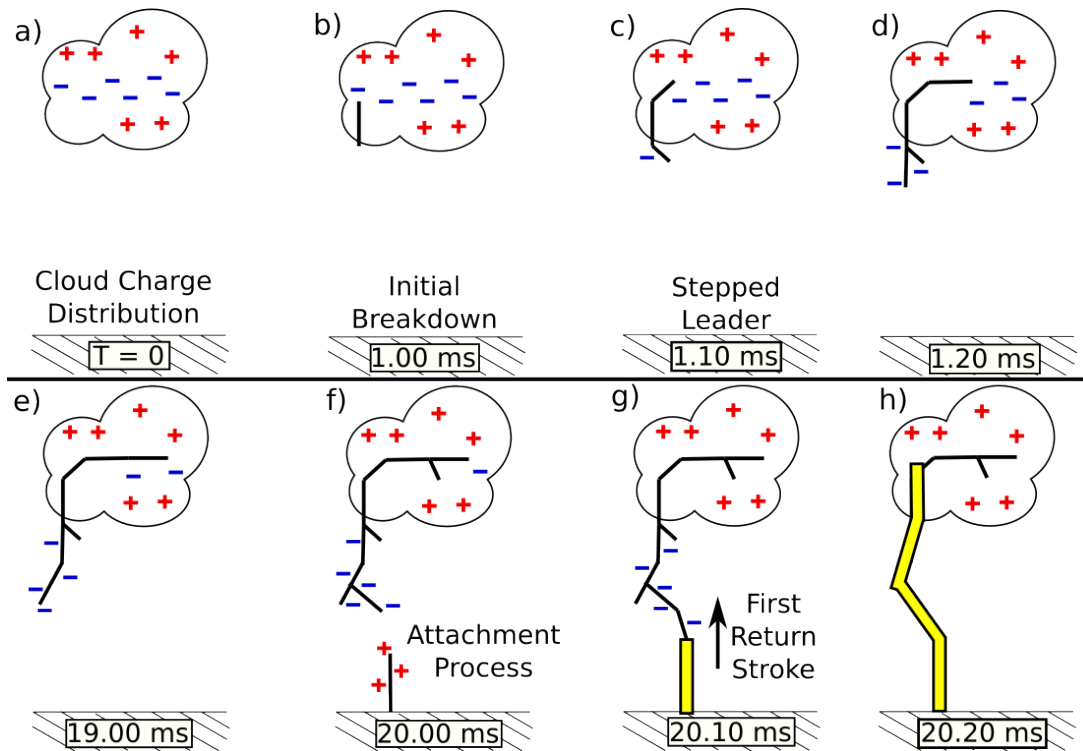 a)
b)
c)
d)
Cloud Charge
Distribution
Initial
Breakdown
Stepped
Leader
T = 0
1.00 ms
1.10 ms
1.20 ms
e)
f)
g)
h)
Attachment
Process
First
Return
Stroke
19.00 ms
20.00 ms
20.10 ms
20.20 ms